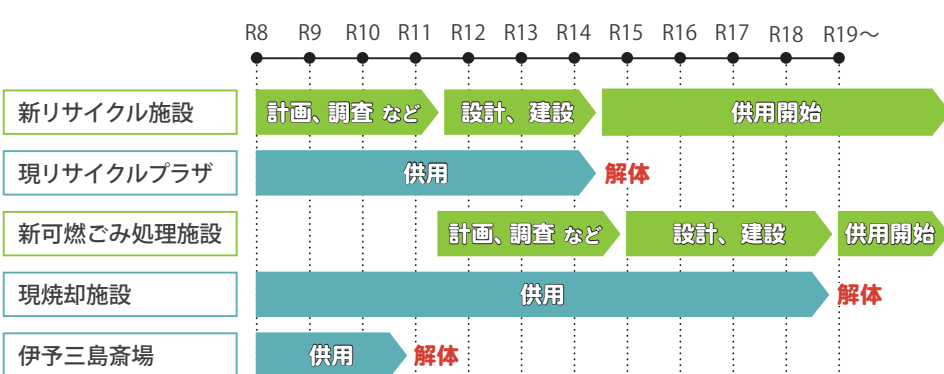 R8 R9 R10 R11 R12 R13 R14 R15 R16 R17 R18 R19～
新リサイクル施設 計画、調査 など 設計、建設 供用開始
現リサイクルプラザ 供用 解体
新可燃ごみ処理施設 計画、調査 など 設計、建設 供用開始
現焼却施設 供用 解体
伊予三島斎場 供用 解体